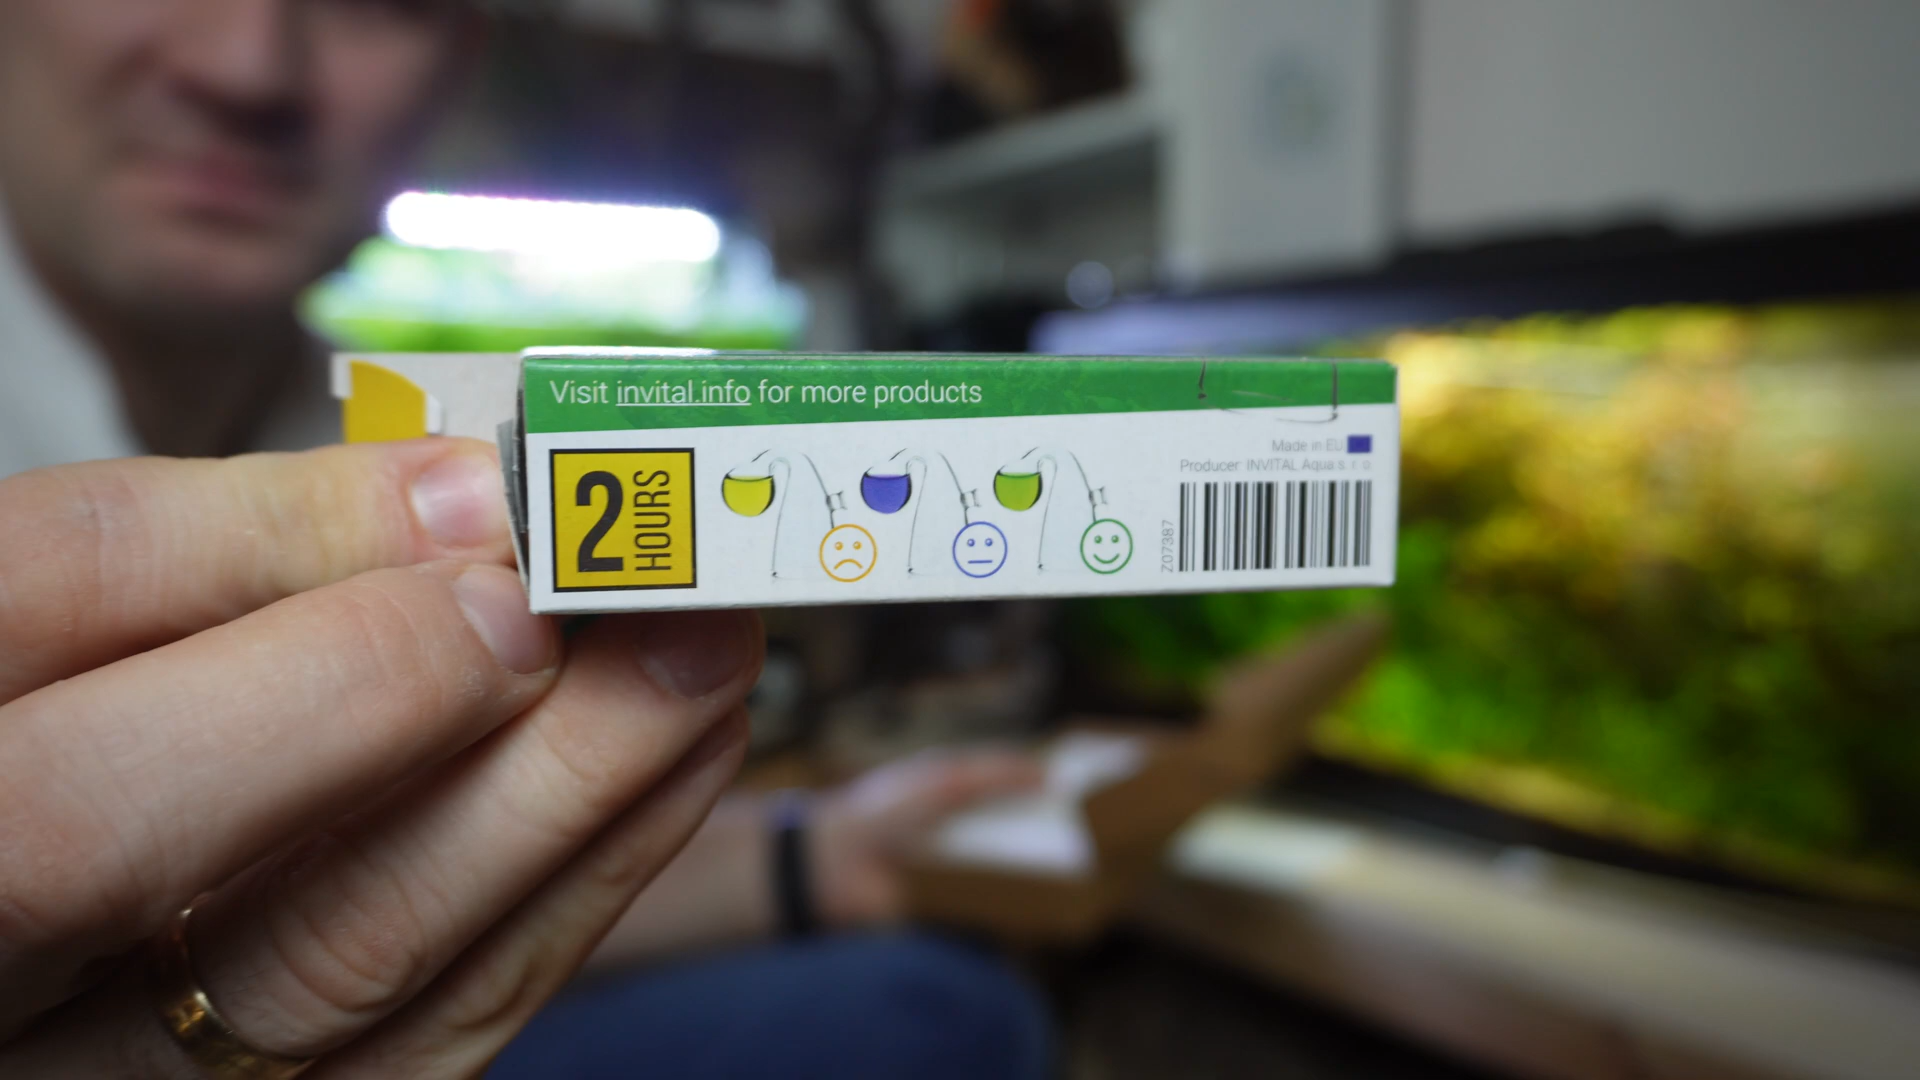 Visit invital.info for more products
2 HOURS
Made in EU
Producer: INVITAL Aqua s. r. o.
Z07387